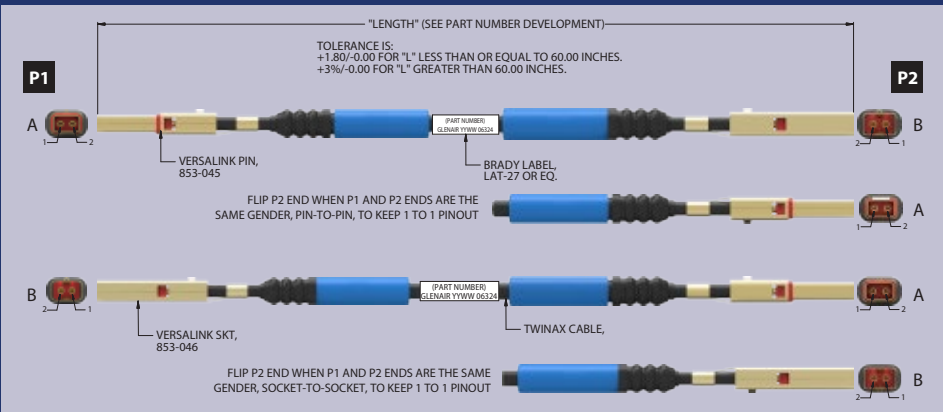 "LENGTH" (SEE PART NUMBER DEVELOPMENT)
TOLERANCE IS:
+1.80/-0.00 FOR "L" LESS THAN OR EQUAL TO 60.00 INCHES.
+3%/-0.00 FOR "L" GREATER THAN 60.00 INCHES.
P1
P2
A
1
2
(PART NUMBER)
GLENAIR YYWW 06324
B
2
1
VERSALINK PIN,
853-045
BRADY LABEL,
LAT-27 OR EQ.
FLIP P2 END WHEN P1 AND P2 ENDS ARE THE
SAME GENDER, PIN-TO-PIN, TO KEEP 1 TO 1 PINOUT
A
1
2
B
2
1
(PART NUMBER)
GLENAIR YYWW 06324
A
1
2
VERSALINK SKT,
853-046
TWINAX CABLE,
FLIP P2 END WHEN P1 AND P2 ENDS ARE THE SAME
GENDER, SOCKET-TO-SOCKET, TO KEEP 1 TO 1 PINOUT
B
2
1